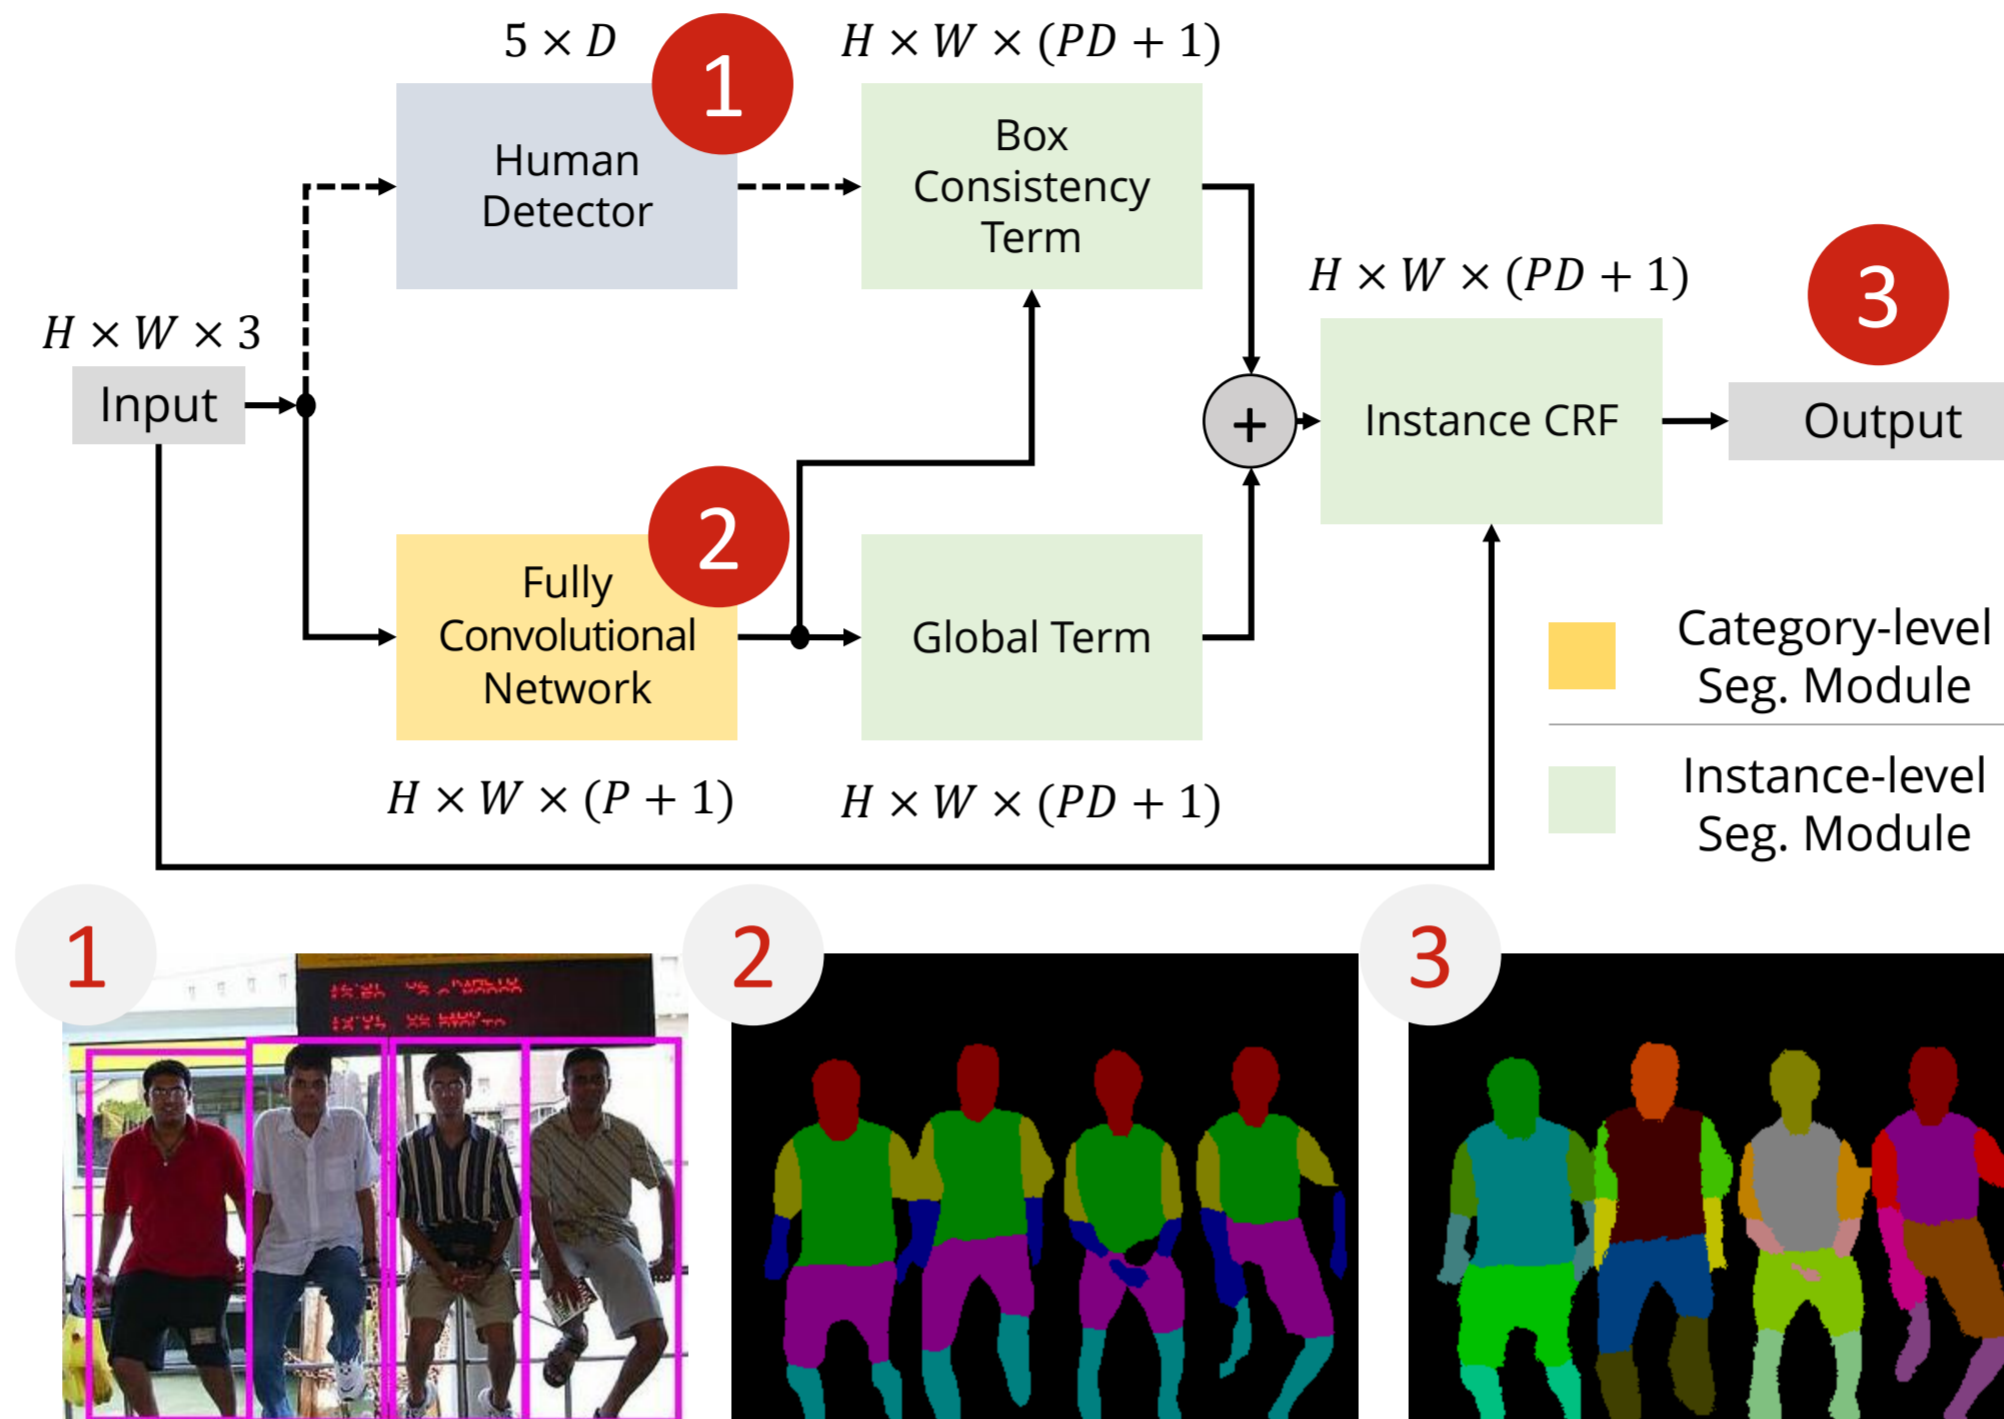 5 × D
H × W × (PD + 1)
1
Human
Detector
Box
Consistency
Term
H × W × (PD + 1)
3
H × W × 3
Input
+
Instance CRF
Output
2
Fully
Convolutional
Network
Global Term
Category-level
Seg. Module
H × W × (P + 1)
H × W × (PD + 1)
Instance-level
Seg. Module
1
2
3